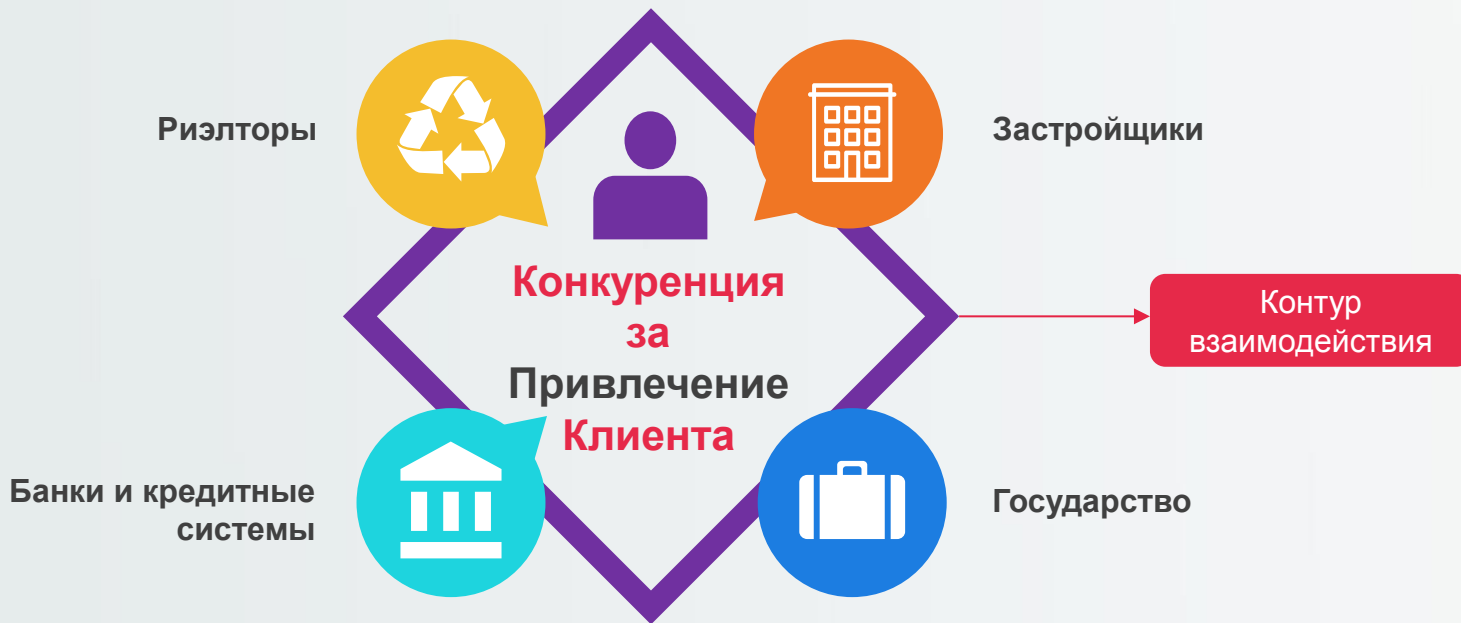 Риэлторы
Застройщики
Конкуренция
за
Привлечение
Клиента
Контур
взаимодействия
Банки и кредитные
системы
Государство